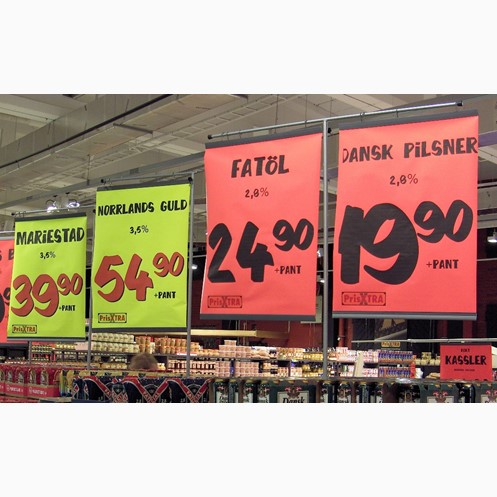 MARIESTAD
3,5%
39 90
+PANT
PrisXTRA
NORRLANDS GULD
3,5%
54 90
+PANT
PrisXTRA
FATÖL
2,8%
24 90
+PANT
PrisXTRA
DANSK PiLSNER
2,8%
19 90
+PANT
PrisXTRA
KASSLER